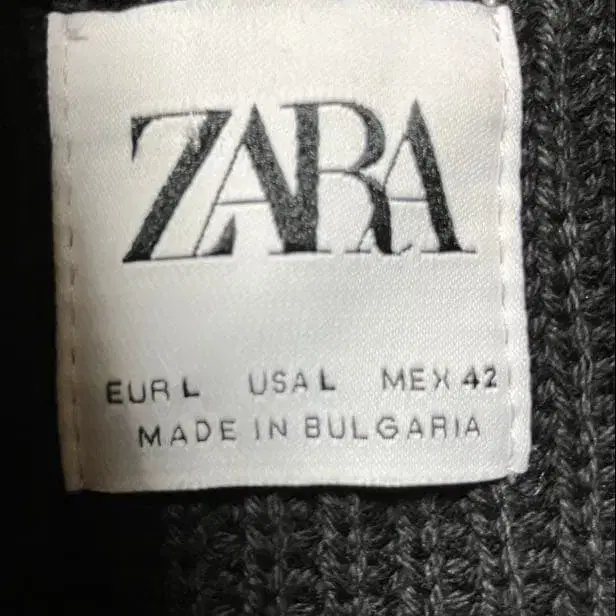 ZARA
EUR L USA L MEX 42
MADE IN BULGARIA